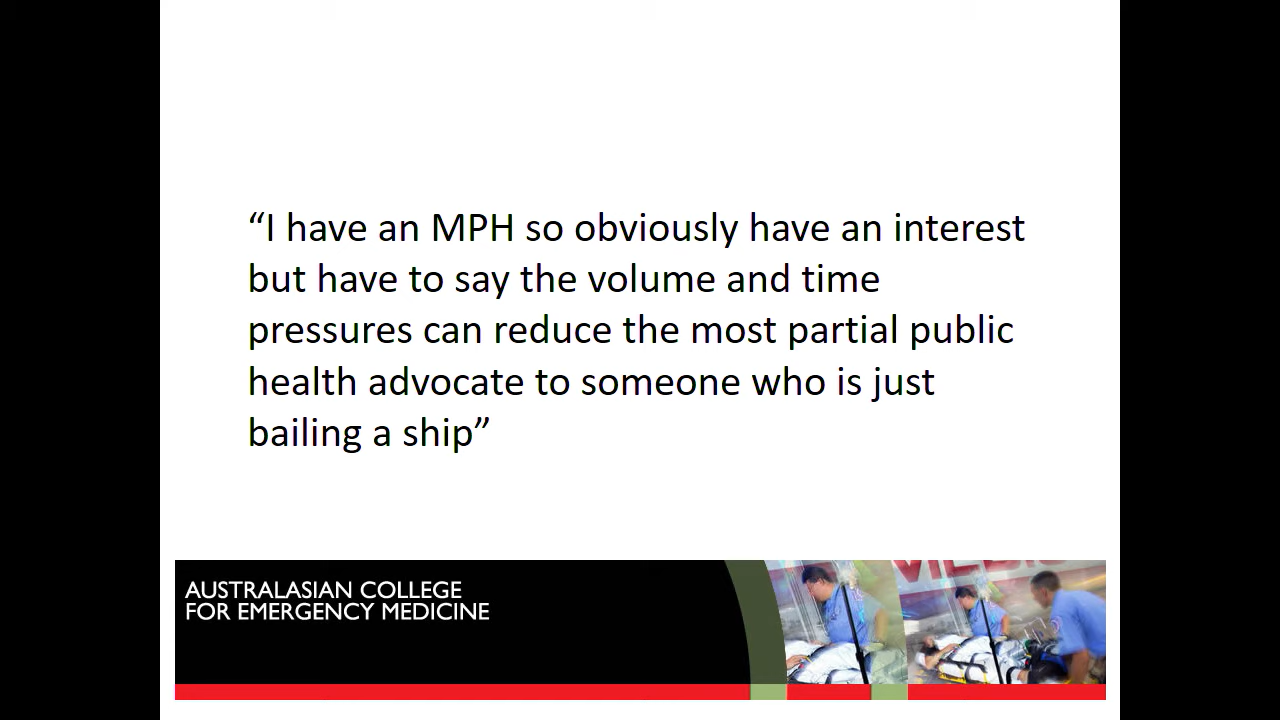 “I have an MPH so obviously have an interest
but have to say the volume and time
pressures can reduce the most partial public
health advocate to someone who is just
bailing a ship”
AUSTRALASIAN COLLEGE
FOR EMERGENCY MEDICINE